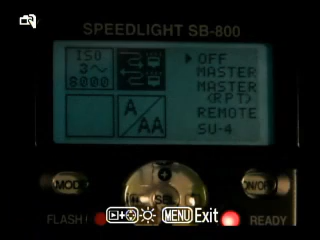 SPEEDLIGHT SB-800
ISO
3~
8000
A/AA
OFF
MASTER
MASTER
(RPT)
REMOTE
SU-4
MODE
SEL
ON/OFF
FLASH
READY
MENU Exit